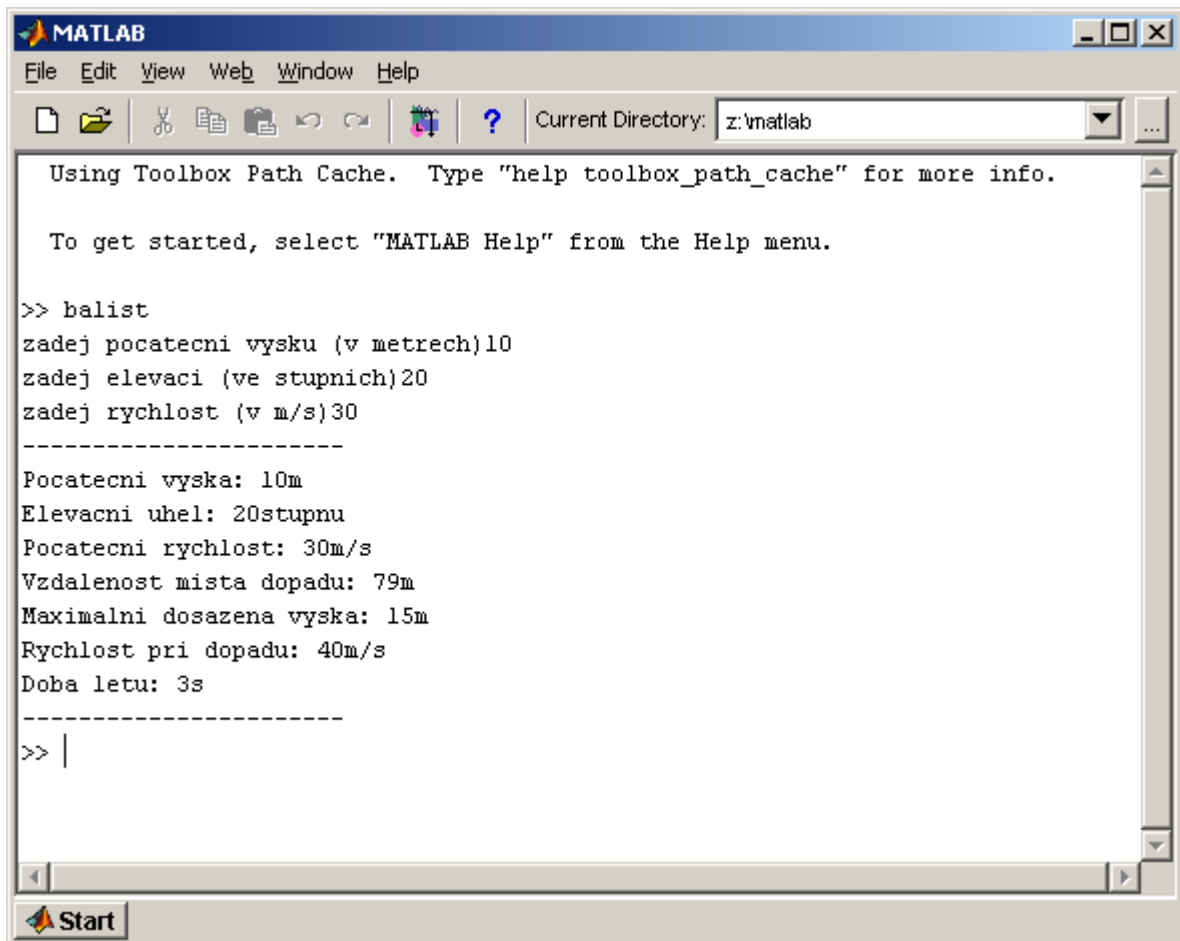 MATLAB
File Edit View Web Window Help
? Current Directory: z:\matlab ...
Using Toolbox Path Cache. Type "help toolbox_path_cache" for more info.
To get started, select "MATLAB Help" from the Help menu.
>> balist
zadej pocatecni vysku (v metrech)10
zadej elevaci (ve stupnich)20
zadej rychlost (v m/s)30
-----------------------
Pocatecni vyska: 10m
Elevacni uhel: 20stupnu
Pocatecni rychlost: 30m/s
Vzdalenost mista dopadu: 79m
Maximalni dosazena vyska: 15m
Rychlost pri dopadu: 40m/s
Doba letu: 3s
-----------------------
>>
Start